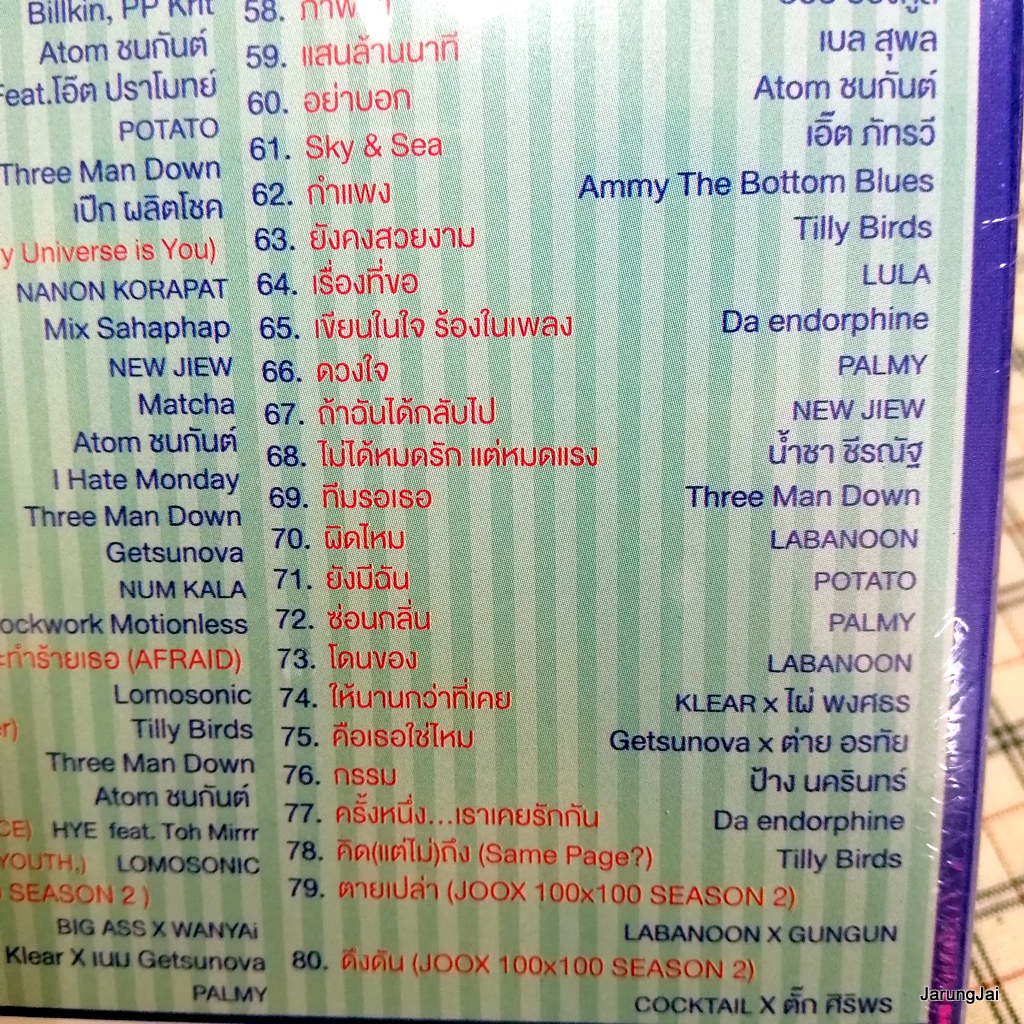 Billkin, PP Krit
Atom ชนกันต์
Feat.โอ๊ต ปราโมทย์
POTATO
Three Man Down
เป๊ก ผลิตโชค
y Universe is You)
NANON KORAPAT
Mix Sahaphap
NEW JIEW
Matcha
Atom ชนกันต์
I Hate Monday
Three Man Down
Getsunova
NUM KALA
ockwork Motionless
ะทำร้ายเธอ (AFRAID)
Lomosonic
er)
Tilly Birds
Three Man Down
Atom ชนกันต์
CE) HYE feat. Toh Mirrr
YOUTH,) LOMOSONIC
SEASON 2 )
BIG ASS X WANYAi
Klear X เนม Getsunova
PALMY
58.
59. แสนล้านนาที เบล สุพล
60. อย่าบอก Atom ชนกันต์
61. Sky & Sea เอิ๊ต ภัทรวี
62. กำแพง Ammy The Bottom Blues
63. ยังคงสวยงาม Tilly Birds
64. เรื่องที่ขอ LULA
65. เขียนในใจ ร้องในเพลง Da endorphine
66. ดวงใจ PALMY
67. ถ้าฉันได้กลับไป NEW JIEW
68. ไม่ได้หมดรัก แต่หมดแรง น้ำชา ชีรณัฐ
69. ทีมรอเธอ Three Man Down
70. ผิดไหม LABANOON
71. ยังมีฉัน POTATO
72. ซ่อนกลิ่น PALMY
73. โดนของ LABANOON
74. ให้นานกว่าที่เคย KLEAR x ไผ่ พงศธร
75. คือเธอใช่ไหม Getsunova x ต่าย อรทัย
76. กรรม ป้าง นครินทร์
77. ครั้งหนึ่ง...เราเคยรักกัน Da endorphine
78. คิด(แต่ไม่)ถึง (Same Page?) Tilly Birds
79. ตายเปล่า (JOOX 100x100 SEASON 2)
LABANOON X GUNGUN
80. ดึงดัน (JOOX 100x100 SEASON 2)
COCKTAIL X ตั๊ก ศิริพร
JarungJai